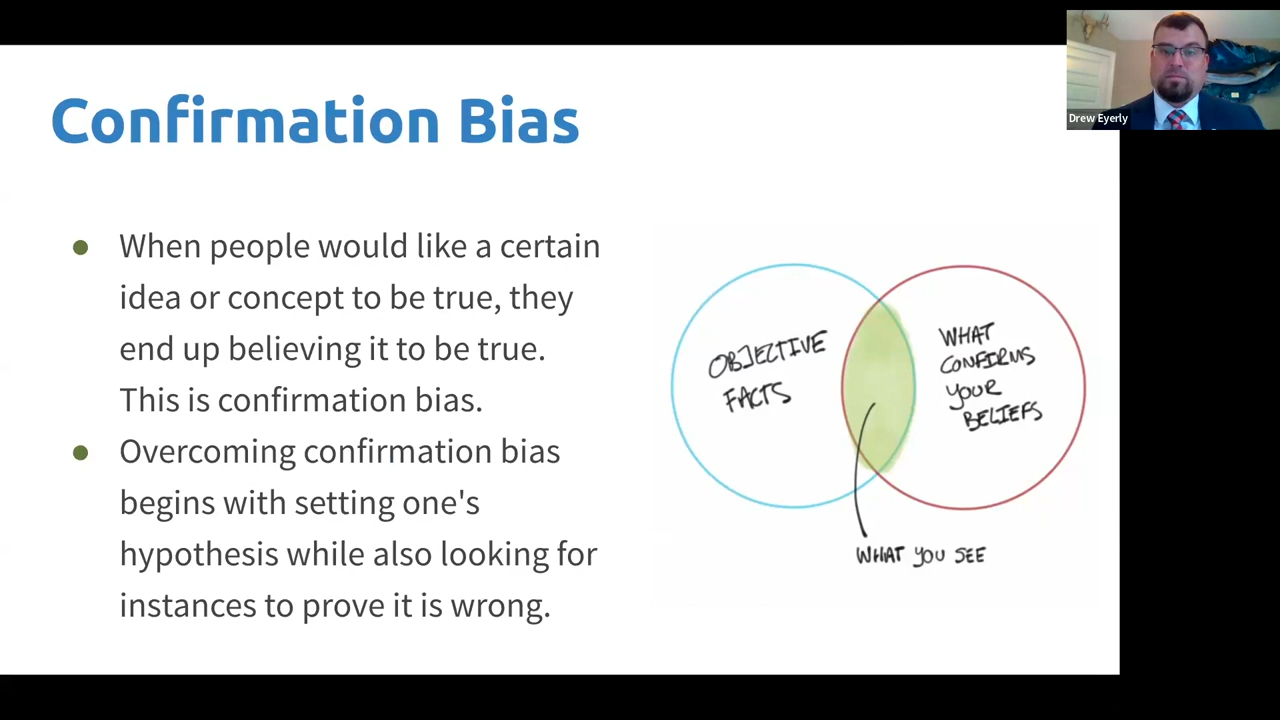 Confirmation Bias
Drew Eyerly
● When people would like a certain
idea or concept to be true, they
end up believing it to be true.
This is confirmation bias.
● Overcoming confirmation bias
begins with setting one's
hypothesis while also looking for
instances to prove it is wrong.
OBJECTIVE
FACTS
WHAT
CONFIRMS
YOUR
BELIEFS
WHAT YOU SEE